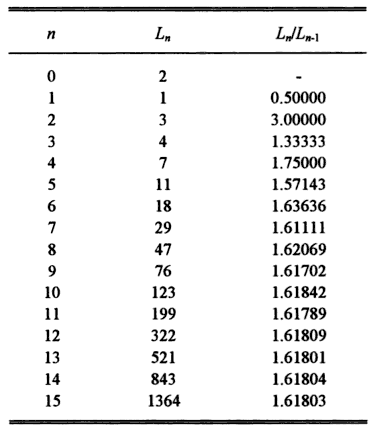 n Lₙ Lₙ/Lₙ₋₁
0 2 -
1 1 0.50000
2 3 3.00000
3 4 1.33333
4 7 1.75000
5 11 1.57143
6 18 1.63636
7 29 1.61111
8 47 1.62069
9 76 1.61702
10 123 1.61842
11 199 1.61789
12 322 1.61809
13 521 1.61801
14 843 1.61804
15 1364 1.61803